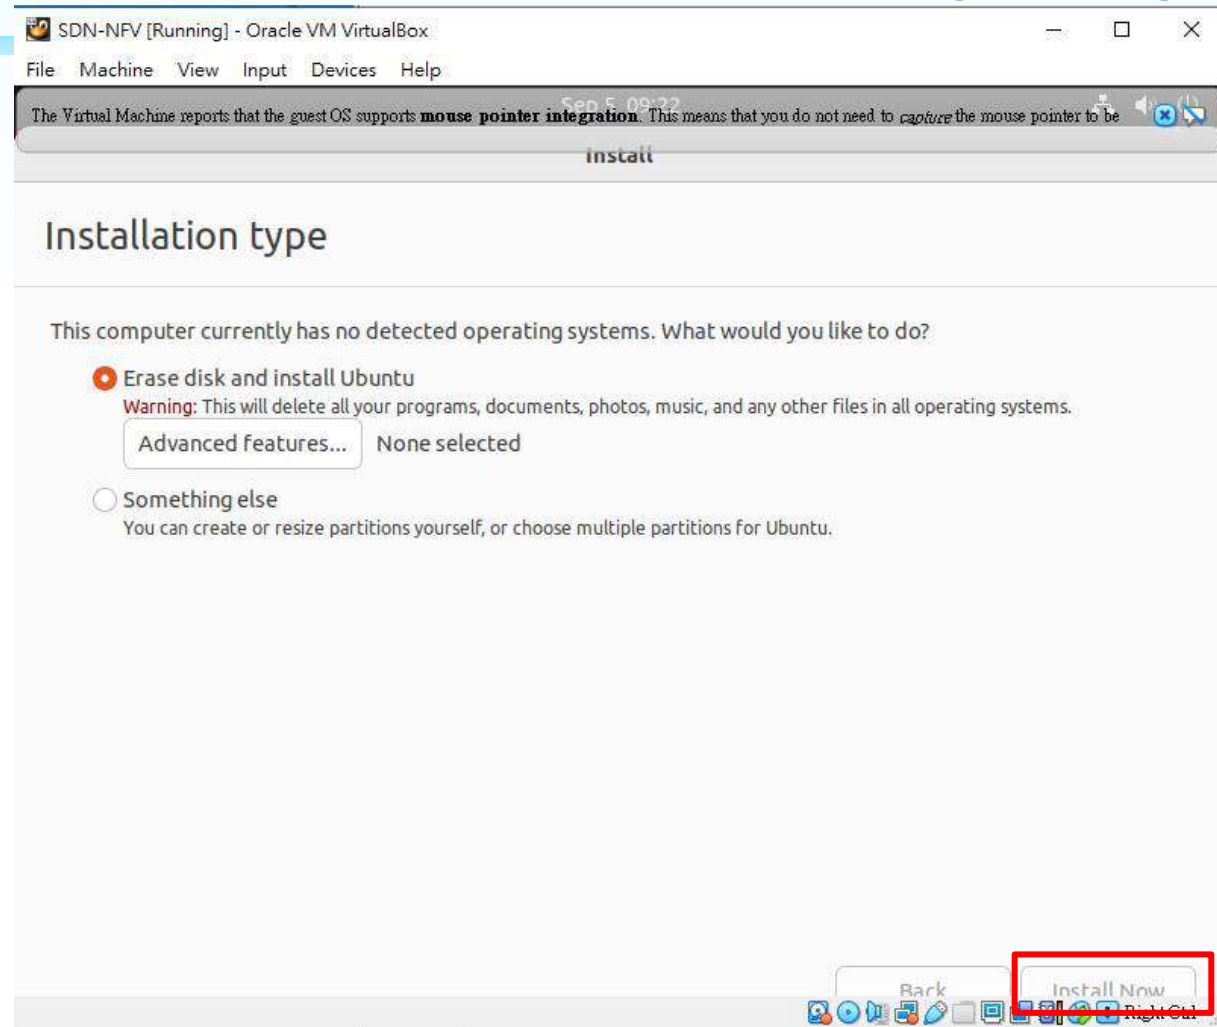 SDN-NFV [Running] - Oracle VM VirtualBox
File Machine View Input Devices Help
Sep 5 09:22
The Virtual Machine reports that the guest OS supports mouse pointer integration. This means that you do not need to capture the mouse pointer to be
Install
Installation type
This computer currently has no detected operating systems. What would you like to do?
Erase disk and install Ubuntu
Warning: This will delete all your programs, documents, photos, music, and any other files in all operating systems.
Advanced features... None selected
Something else
You can create or resize partitions yourself, or choose multiple partitions for Ubuntu.
Back Install Now
Right Ctrl